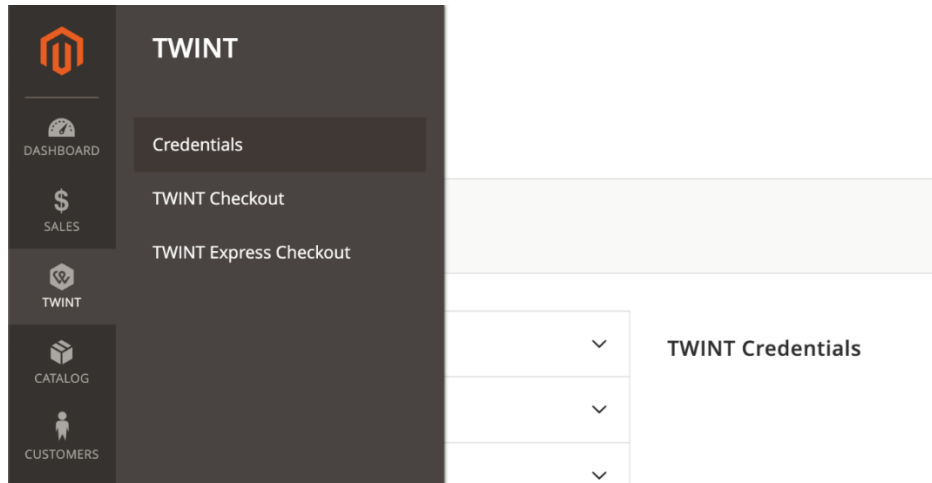 TWINT
DASHBOARD
SALES
TWINT
CATALOG
CUSTOMERS
Credentials
TWINT Checkout
TWINT Express Checkout
TWINT Credentials